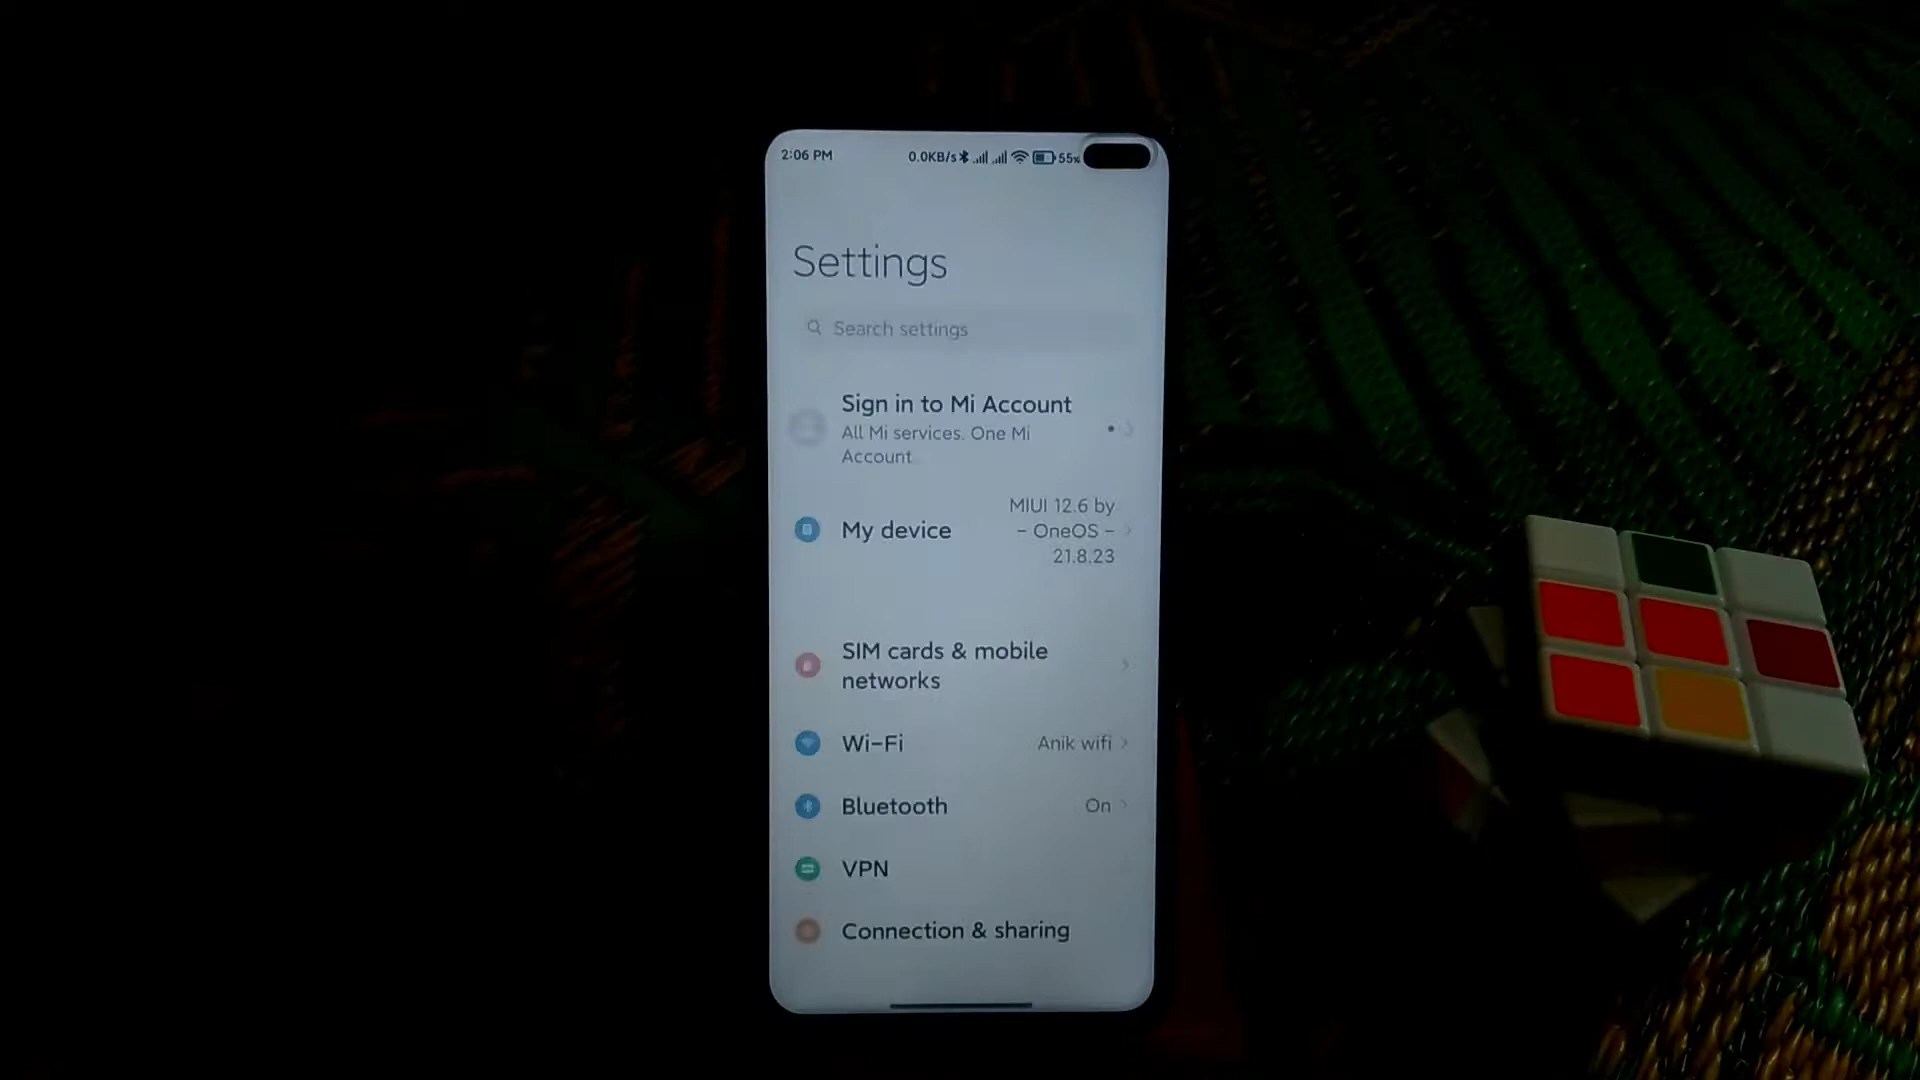 2:06 PM 0.0KB/s 55%
Settings
Search settings
Sign in to Mi Account
All Mi services. One Mi
Account
My device
MIUI 12.6 by
– OneOS –
21.8.23
SIM cards & mobile
networks
Wi-Fi Anik wifi
Bluetooth On
VPN
Connection & sharing